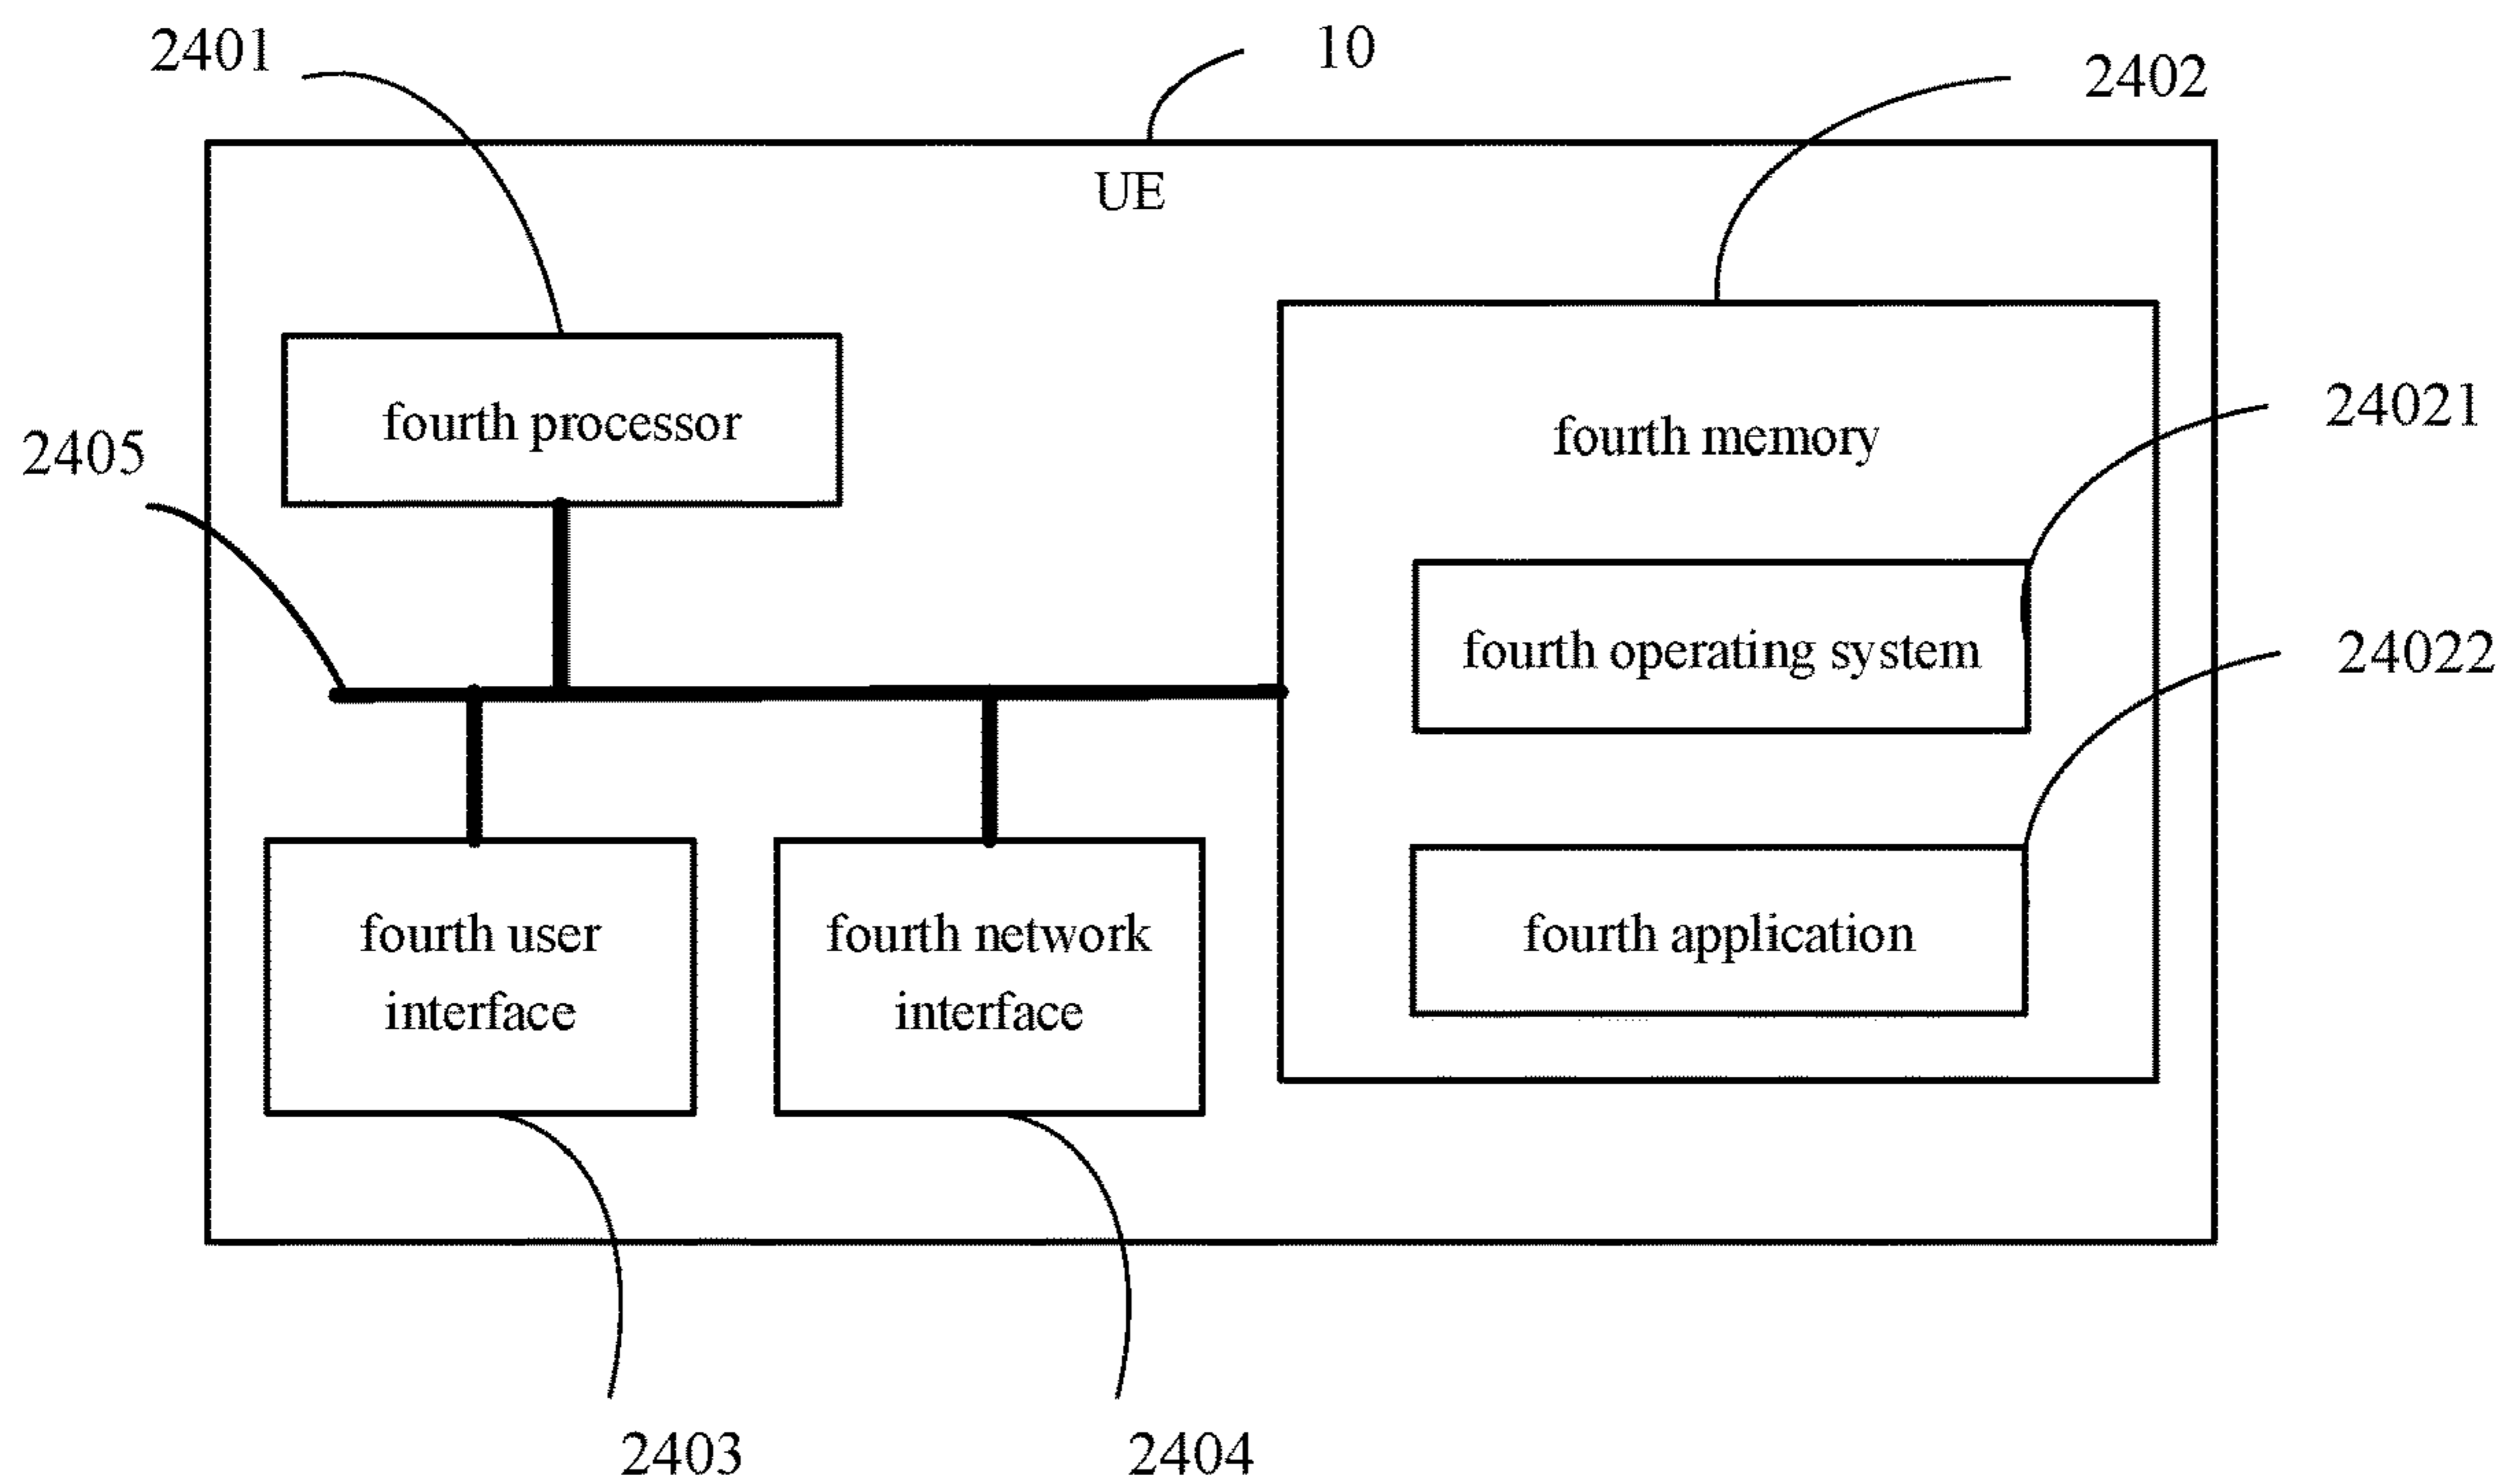 2401
10
2402
UE
fourth processor
2405
fourth memory
24021
fourth operating system
24022
fourth user
interface
fourth network
interface
fourth application
2403
2404